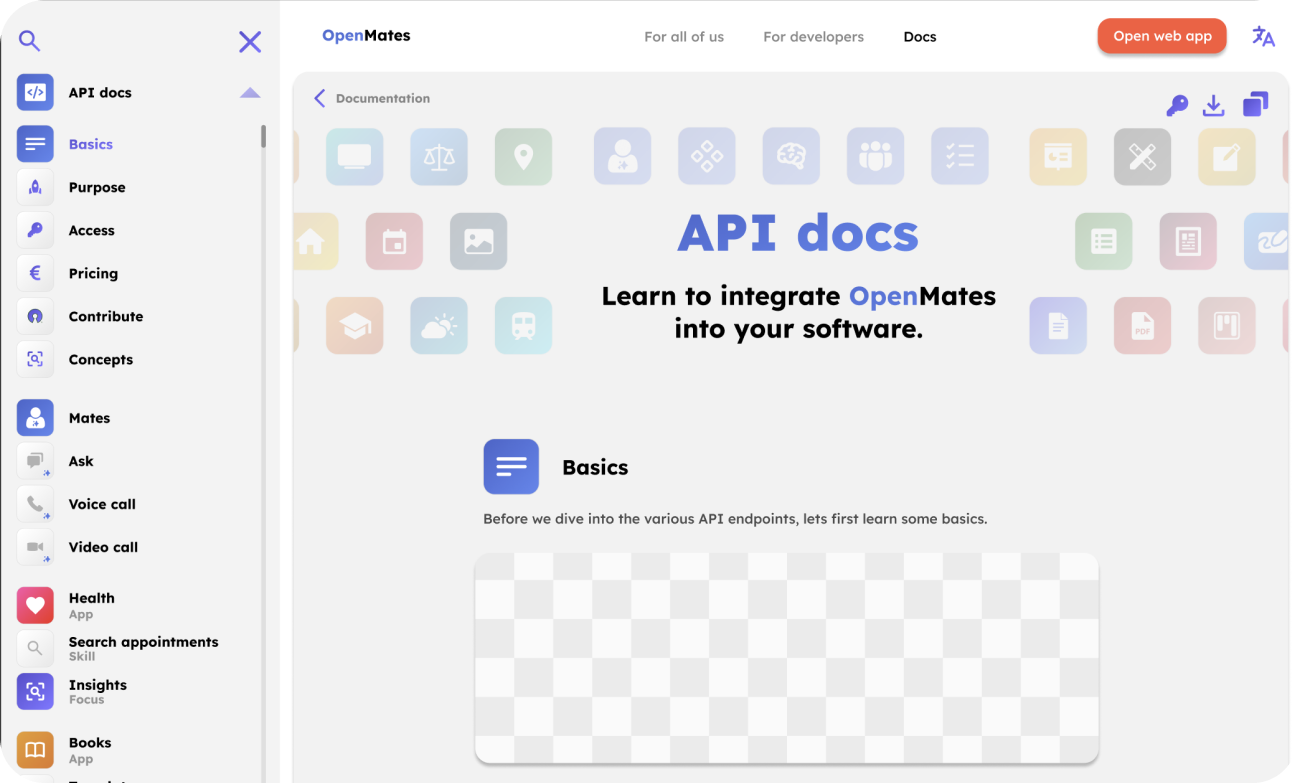 OpenMates
For all of us
For developers
Docs
Open web app
API docs
Basics
Purpose
Access
€
Pricing
Contribute
Concepts
Mates
Ask
Voice call
Video call
Health
App
Search appointments
Skill
Insights
Focus
Books
App
Documentation
API docs
Learn to integrate OpenMates
into your software.
PDF
Basics
Before we dive into the various API endpoints, lets first learn some basics.